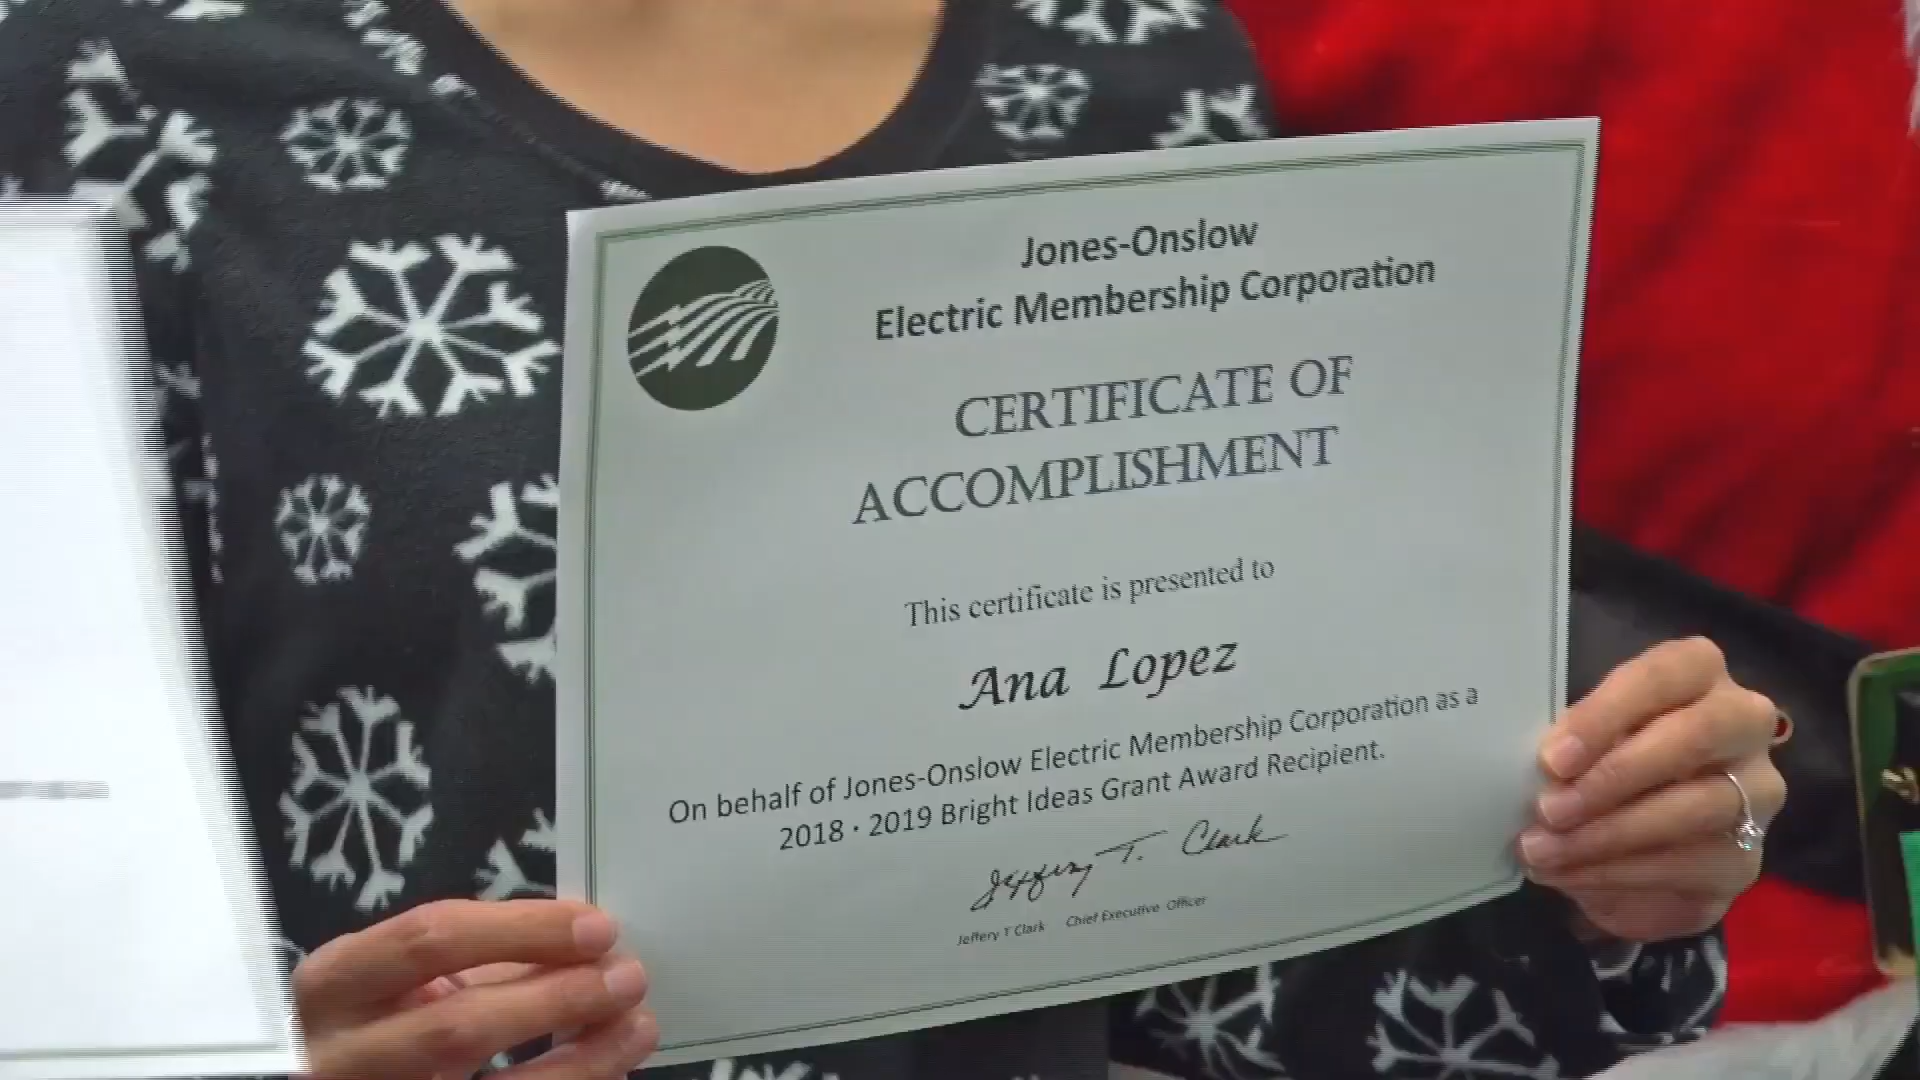 Jones-Onslow
Electric Membership Corporation
CERTIFICATE OF
ACCOMPLISHMENT
This certificate is presented to
Ana Lopez
On behalf of Jones-Onslow Electric Membership Corporation as a
2018 · 2019 Bright Ideas Grant Award Recipient.
Jeffery T. Clark
Jeffery T Clark Chief Executive Officer